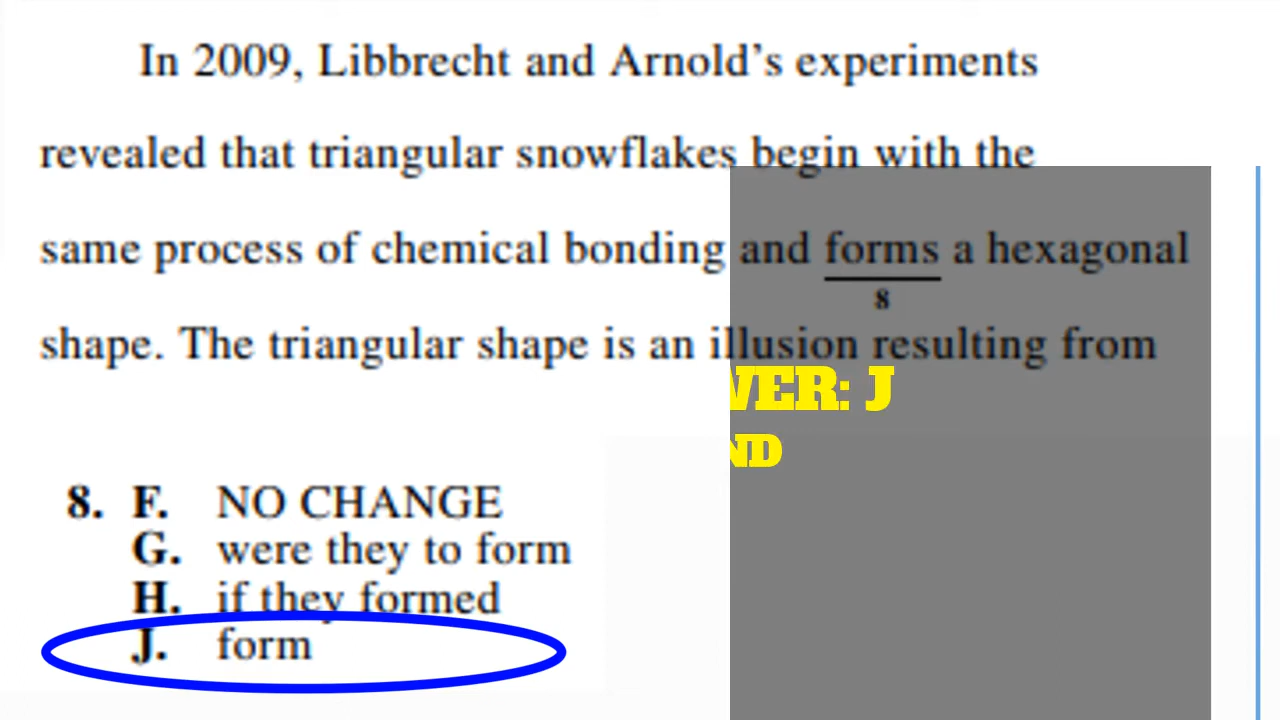 In 2009, Libbrecht and Arnold's experiments
revealed that triangular snowflakes begin with the
same process of chemical bonding and forms a hexagonal
8
shape. The triangular shape is an illusion resulting from
VER: J
ND
8. F. NO CHANGE
G. were they to form
H. if they formed
J. form